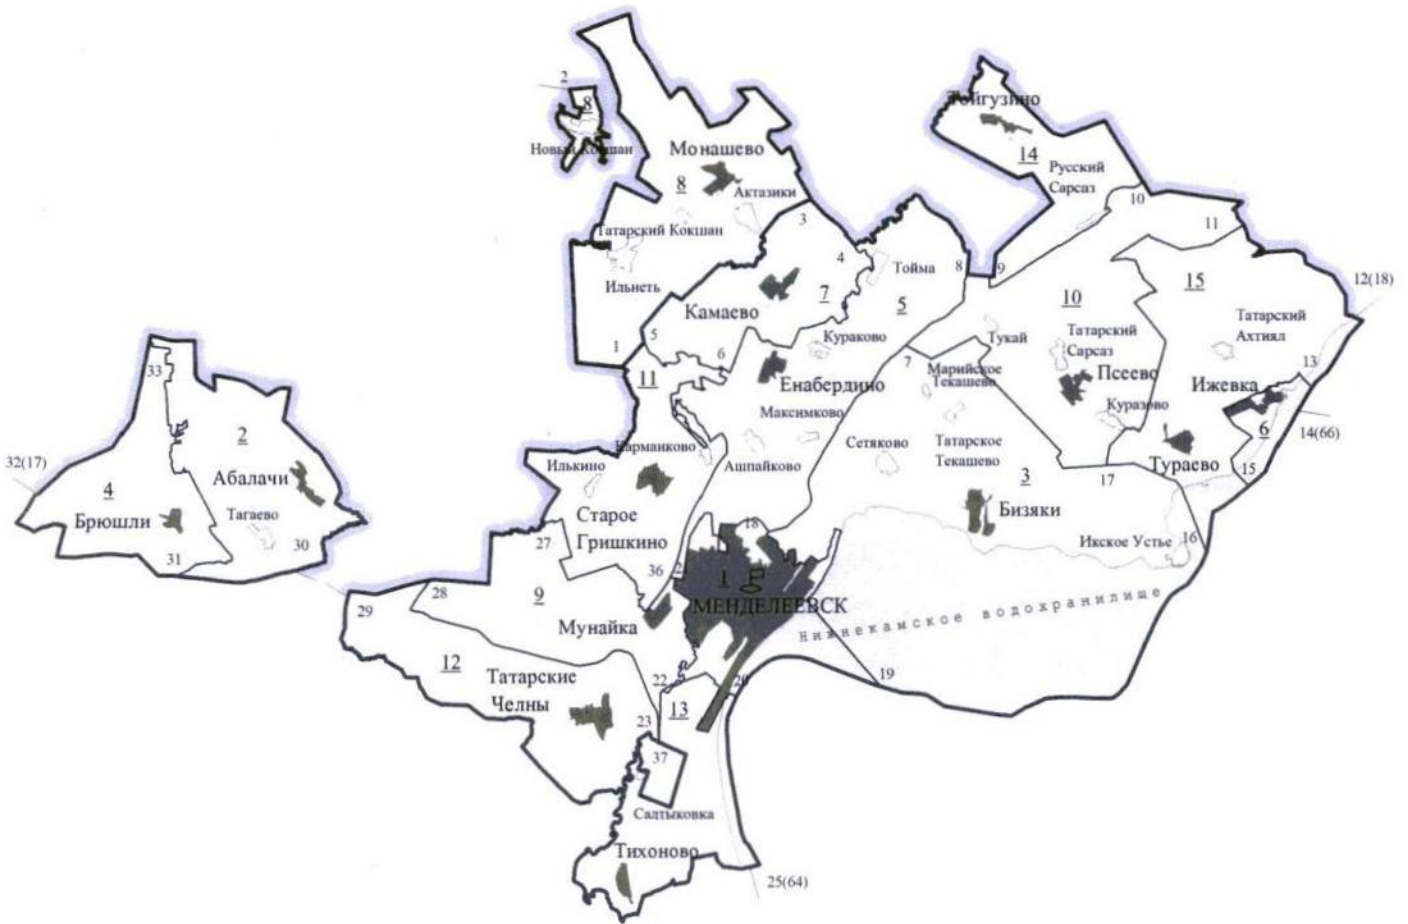 2
8
Новый Кокшан
Монашево
8
Актазики
Татарский Кокшан
Ильнеть
3
4
Тойгузино
14
Русский
Сарсаз
10
11
Тойма
8
9
5
12(18)
Камаево
7
5
6
1
11
Кураково
Енабердино
Максимково
Ашпайково
10
Тукай
Татарский
Сарсаз
Псеево
Куразово
15
Татарский
Ахтиял
13
Ижевка
6
14(66)
15
Тураево
7
Марийское
Текашево
Сетяково
Татарское
Текашево
3
Бизяки
17
16
Икское Устье
33
2
32(17)
4
Абалачи
Брюшли
Тагаево
31
30
Карманково
Илькино
Старое
Гришкино
27
36
2
18
1
МЕНДЕЛЕЕВСК
Нижнекамское водохранилище
29
28
9
Мунайка
12
Татарские
Челны
22
20
19
13
23
37
Салтыковка
Тихоново
25(64)